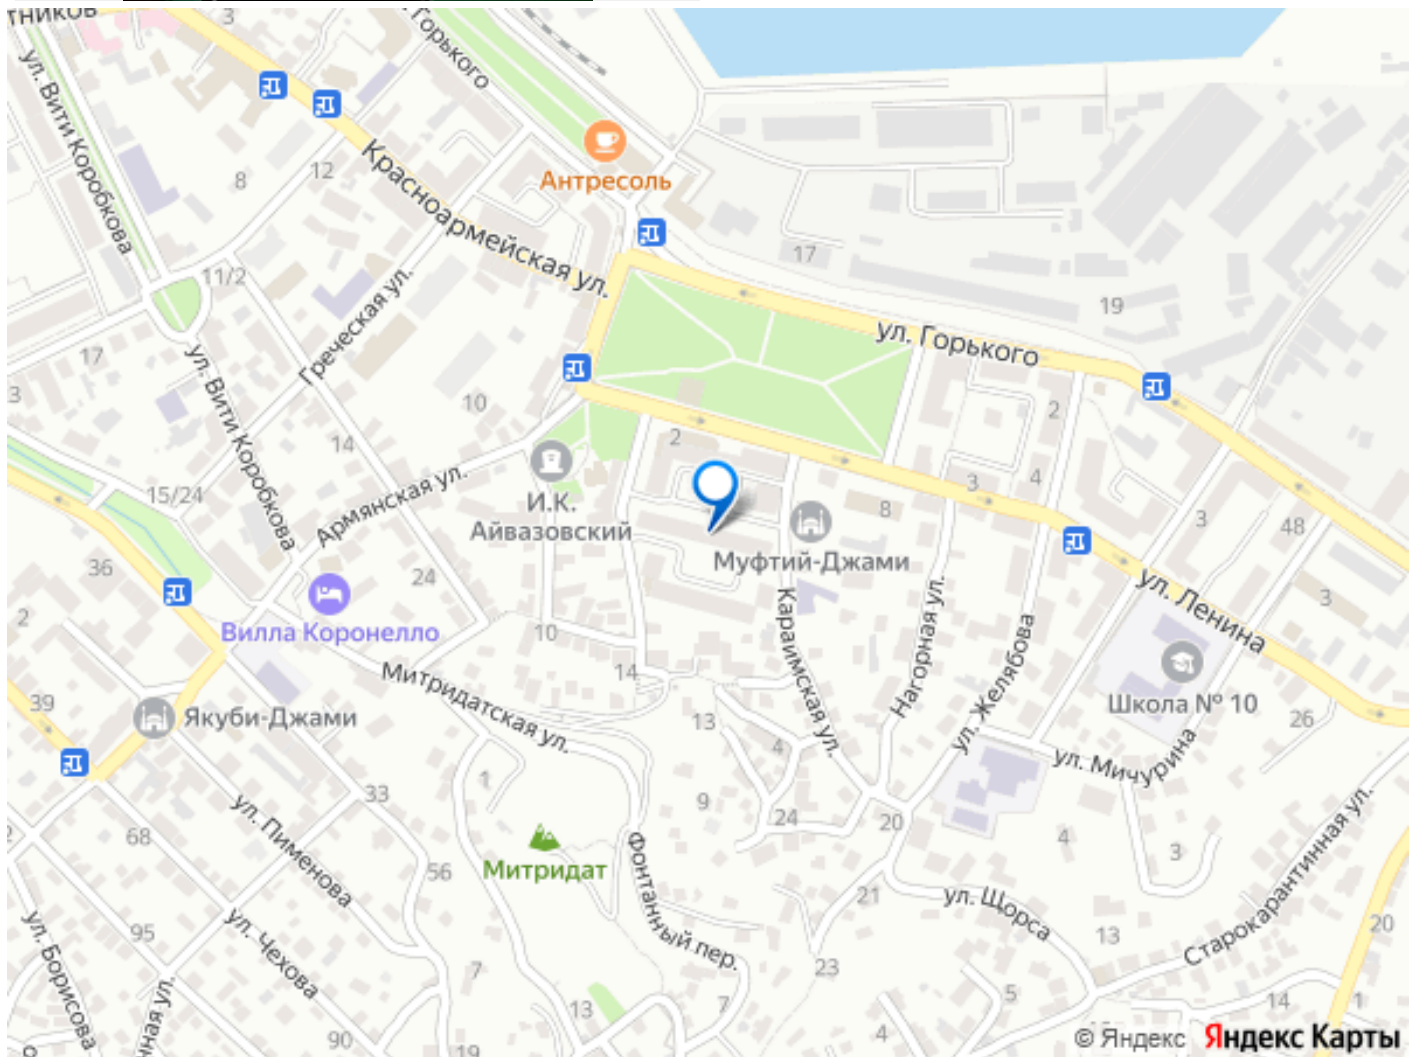 тников
3
Горького
ул. Вити Коробкова
12
8
Красноармейская ул.
Антресоль
17
19
11/2
Греческая ул.
ул. Горького
17
3
ул. Вити Коробкова
10
14
2
2
4
3
15/24
Армянская ул.
И.К.
Айвазовский
8
3
48
Муфтий-Джами
36
24
2
Вилла Коронелло
10
14
Караимская ул.
Нагорная ул.
ул. Желябова
ул. Ленина
3
Школа № 10
26
39
Якуби-Джами
Митридатская ул.
13
4
ул. Мичурина
1
33
9
24
20
4
3
68
ул. Пименова
56
Митридат
Фонтанный пер.
21
ул. Щорса
13
Старокарантинная ул.
20
ул. Борисова
95
ул. Чехова
нная ул.
7
23
13
7
5
4
14
1
90
19
© Яндекс Яндекс Карты